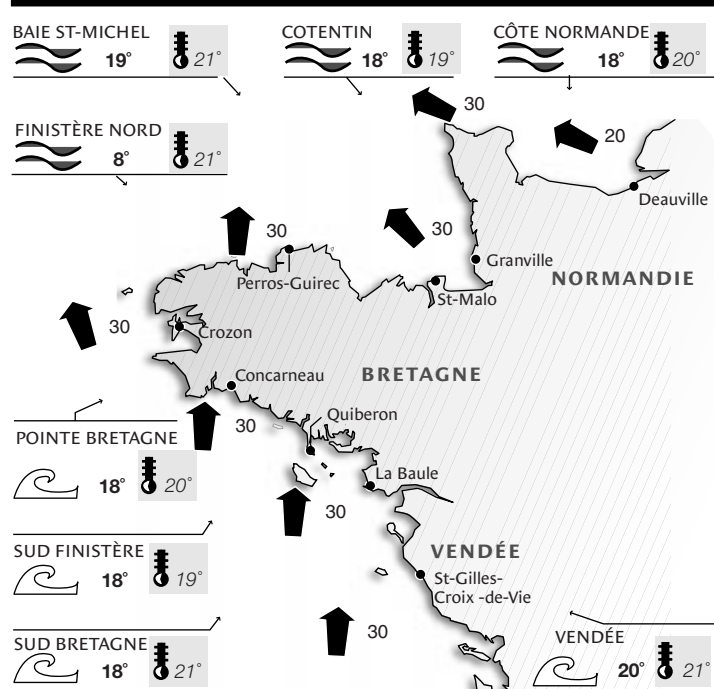 BAIE ST-MICHEL
19° 21°
COTENTIN
18° 19°
CÔTE NORMANDE
18° 20°
30
20
FINISTÈRE NORD
8° 21°
Deauville
30
30
Granville
NORMANDIE
Perros-Guirec
St-Malo
30
Crozon
BRETAGNE
Concarneau
Quiberon
30
POINTE BRETAGNE
18° 20°
La Baule
30
SUD FINISTÈRE
18° 19°
VENDÉE
St-Gilles-
Croix -de-Vie
30
SUD BRETAGNE
18° 21°
VENDÉE
20° 21°